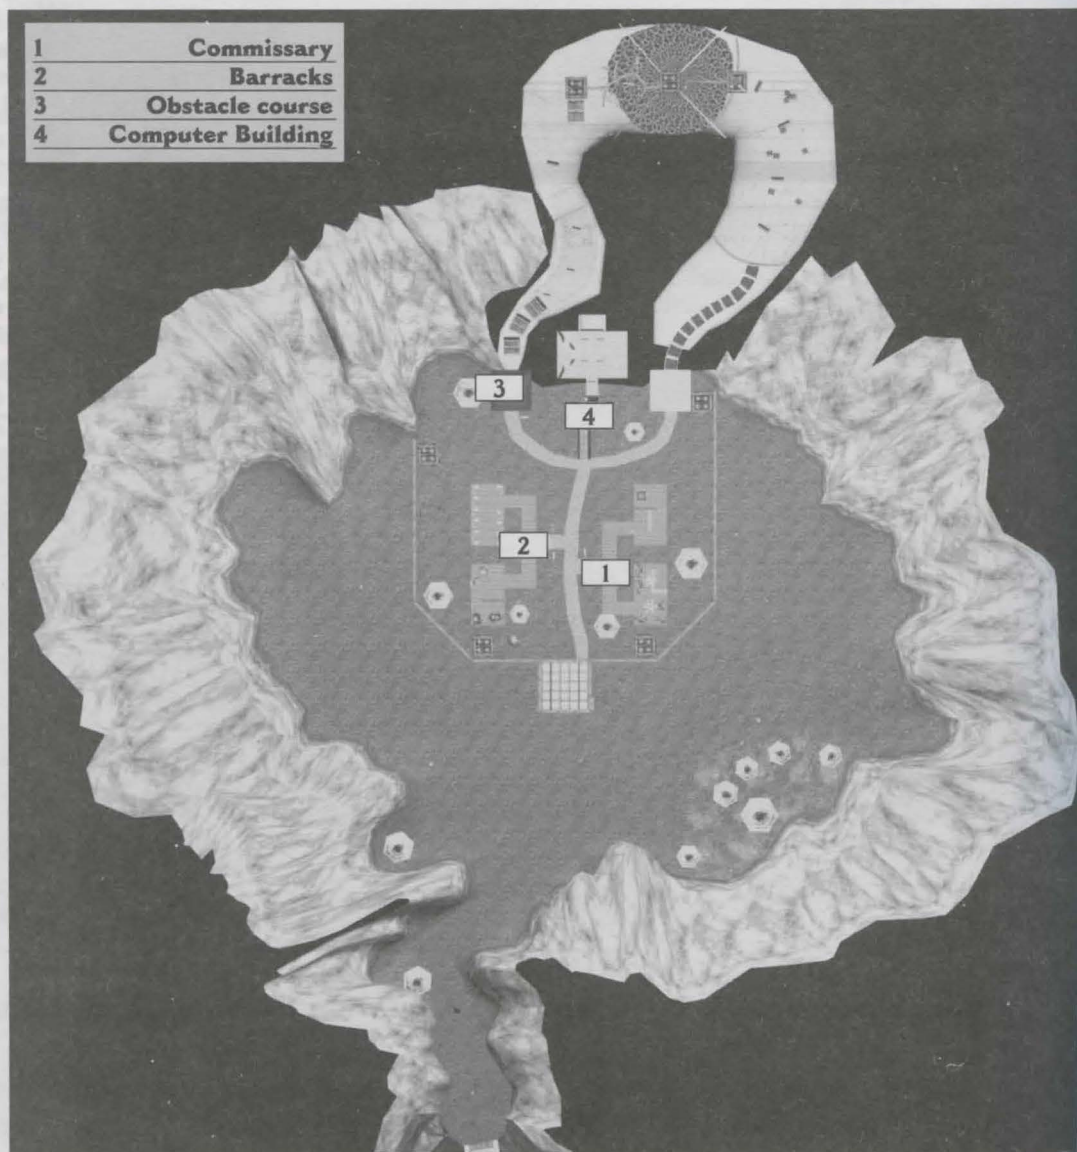 1 Commissary
2 Barracks
3 Obstacle course
4 Computer Building
3
4
2
1